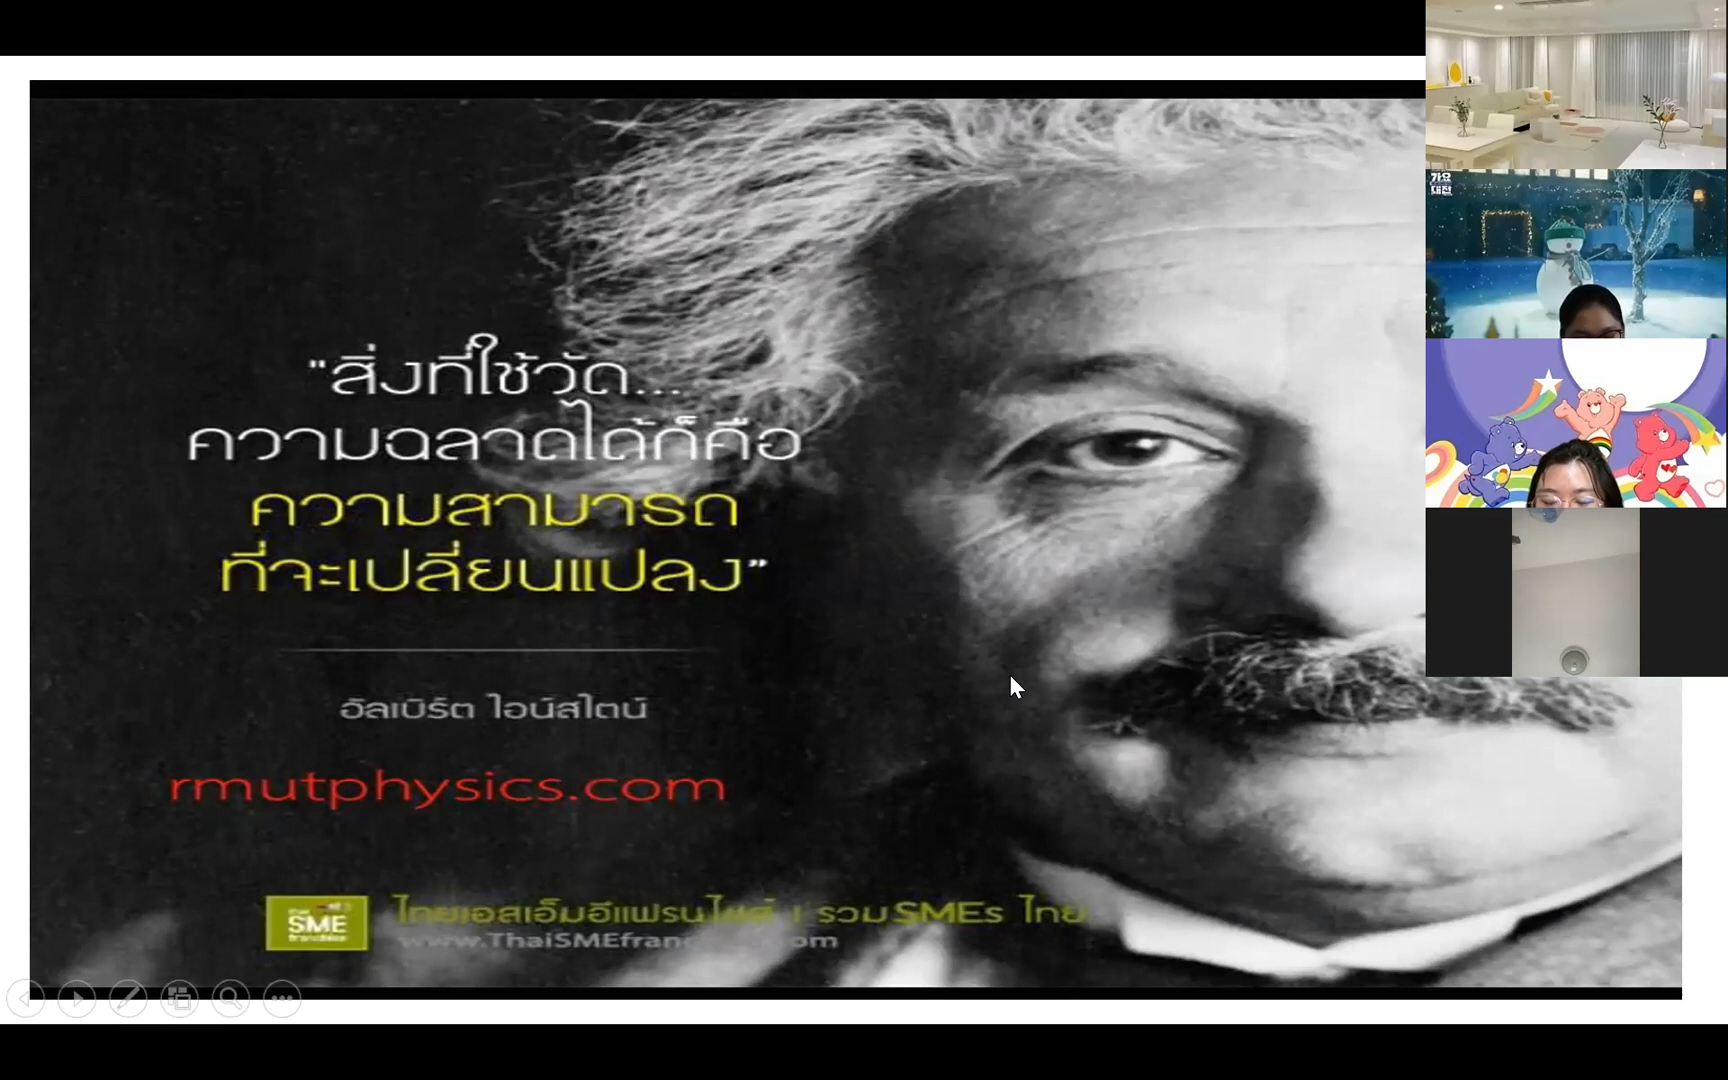 "สิ่งที่ใช้วัด...
ความฉลาดได้ก็คือ
ความสามารถ
ที่จะเปลี่ยนแปลง"
อัลเบิร์ต ไอน์สไตน์
rmutphysics.com
SME
ไทยเอสเอ็มอีแฟรนไชส์ | รวมSMEs ไทย
가요
대전